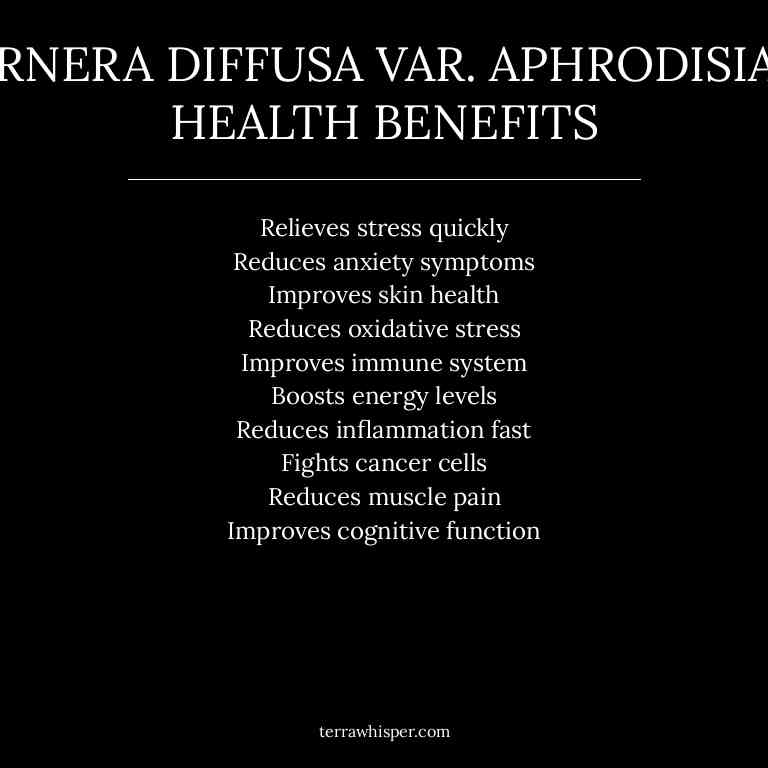 RNERA DIFFUSA VAR. APHRODISIA
HEALTH BENEFITS
Relieves stress quickly
Reduces anxiety symptoms
Improves skin health
Reduces oxidative stress
Improves immune system
Boosts energy levels
Reduces inflammation fast
Fights cancer cells
Reduces muscle pain
Improves cognitive function
terrawhisper.com